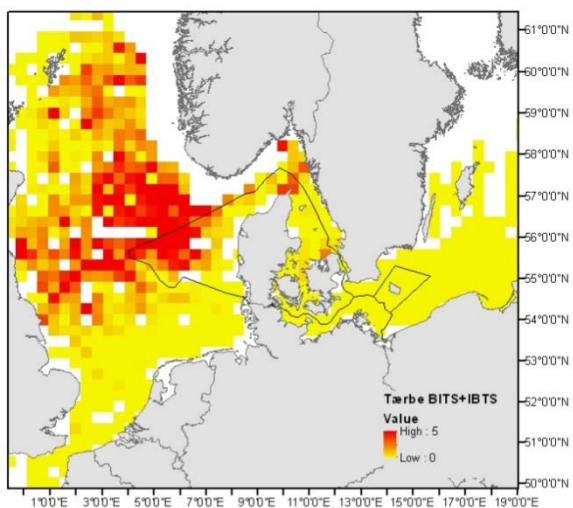 61°0'0"N
60°0'0"N
59°0'0"N
58°0'0"N
57°0'0"N
56°0'0"N
55°0'0"N
54°0'0"N
53°0'0"N
52°0'0"N
51°0'0"N
50°0'0"N
Tærbe BITS+IBTS
Value
High : 5
Low : 0
1°0'0"E 3°0'0"E 5°0'0"E 7°0'0"E 9°0'0"E 11°0'0"E 13°0'0"E 15°0'0"E 17°0'0"E 19°0'0"E